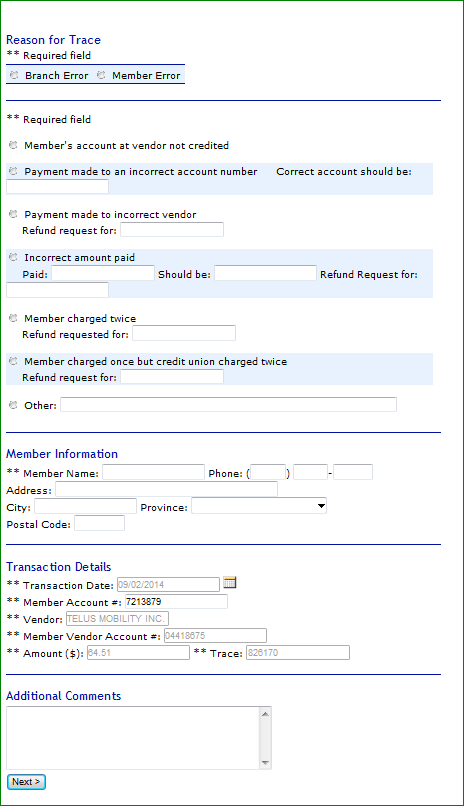 Reason for Trace
** Required field
Branch Error Member Error
** Required field
Member's account at vendor not credited
Payment made to an incorrect account number Correct account should be:
Payment made to incorrect vendor
Refund request for:
Incorrect amount paid
Paid: Should be: Refund Request for:
Member charged twice
Refund requested for:
Member charged once but credit union charged twice
Refund request for:
Other:
Member Information
** Member Name: Phone: ( ) -
Address:
City: Province:
Postal Code:
Transaction Details
** Transaction Date: 09/02/2014
** Member Account #: 7213879
** Vendor: TELUS MOBILITY INC.
** Member Vendor Account #: 04418675
** Amount ($): 64.51 ** Trace: 826170
Additional Comments
Next >